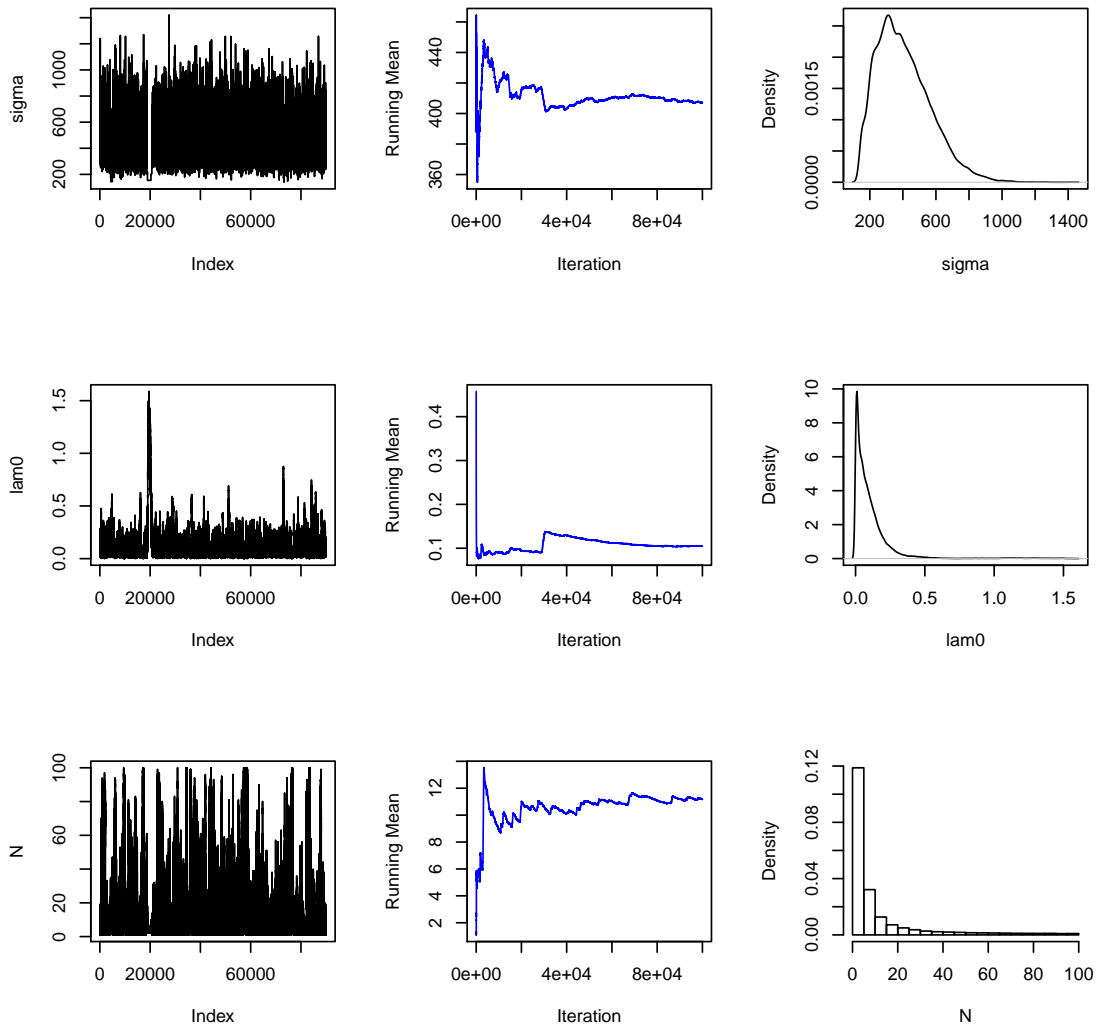 sigma
200 600 1000
0 20000 60000
Index
Running Mean
360 400 440
0e+00 4e+04 8e+04
Iteration
Density
0.0000 0.0015
200 600 1000 1400
sigma
lam0
0.0 0.5 1.0 1.5
0 20000 60000
Index
Running Mean
0.1 0.2 0.3 0.4
0e+00 4e+04 8e+04
Iteration
Density
0 2 4 6 8 10
0.0 0.5 1.0 1.5
lam0
N
0 20 60 100
0 20000 60000
Index
Running Mean
2 4 6 8 12
0e+00 4e+04 8e+04
Iteration
Density
0.00 0.04 0.08 0.12
0 20 40 60 80 100
N